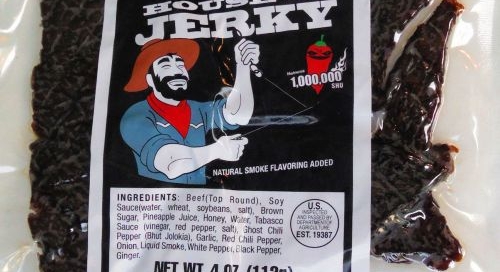 HOUSE
JERKY
1,000,000
SHU
NATURAL SMOKE FLAVORING ADDED
INGREDIENTS: Beef(Top Round), Soy
Sauce(water, wheat, soybeans, salt), Brown
Sugar, Pineapple Juice, Honey, Water, Tabasco
Sauce (vinegar, red pepper, salt), Ghost Chili
Pepper (Bhut Jolokia), Garlic, Red Chili Pepper,
Onion, Liquid Smoke, White Pepper, Black Pepper,
Ginger.
U.S.
INSPECTED
AND PASSED BY
DEPARTMENT OF
AGRICULTURE
EST. 19387
NET WT. 4 OZ. (112g)